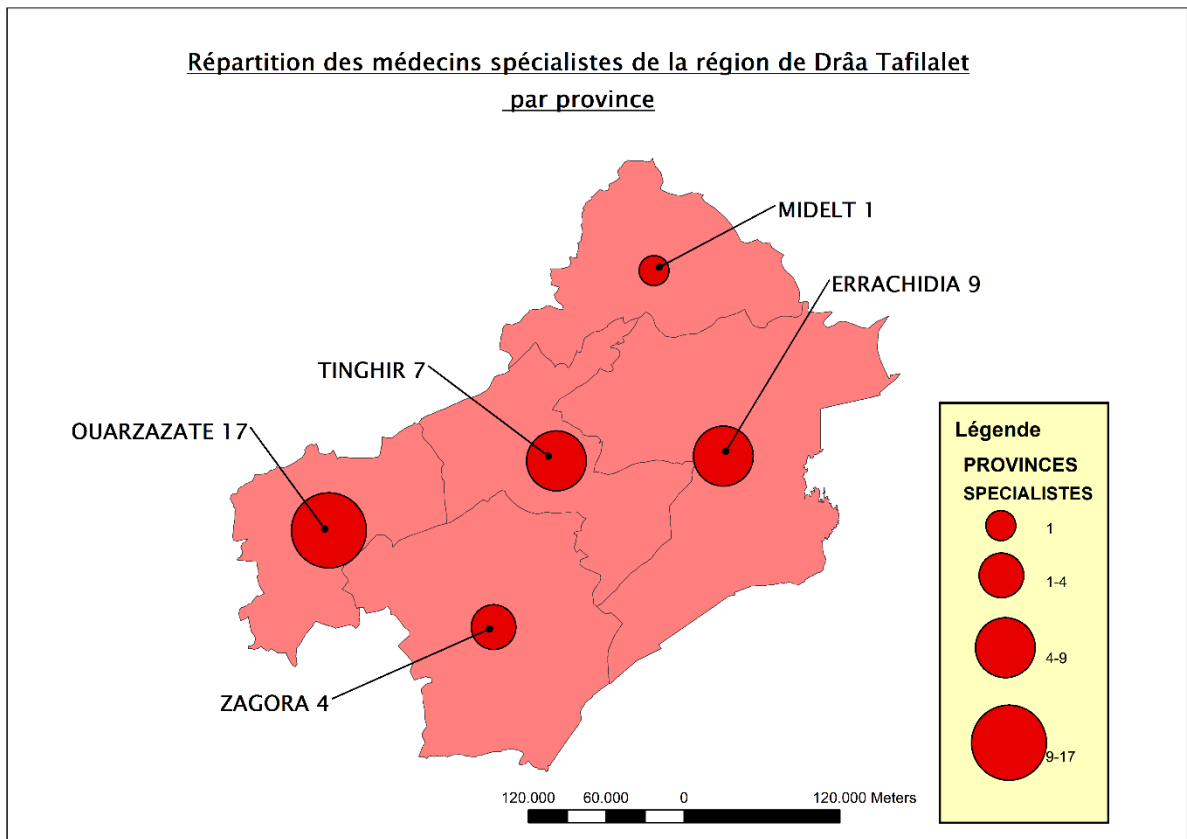 Répartition des médecins spécialistes de la région de Drâa Tafilalet
par province
MIDELT 1
ERRACHIDIA 9
TINGHIR 7
OUARZAZATE 17
ZAGORA 4
Légende
PROVINCES
SPECIALISTES
1
1-4
4-9
9-17
120.000 60.000 0 120.000 Meters